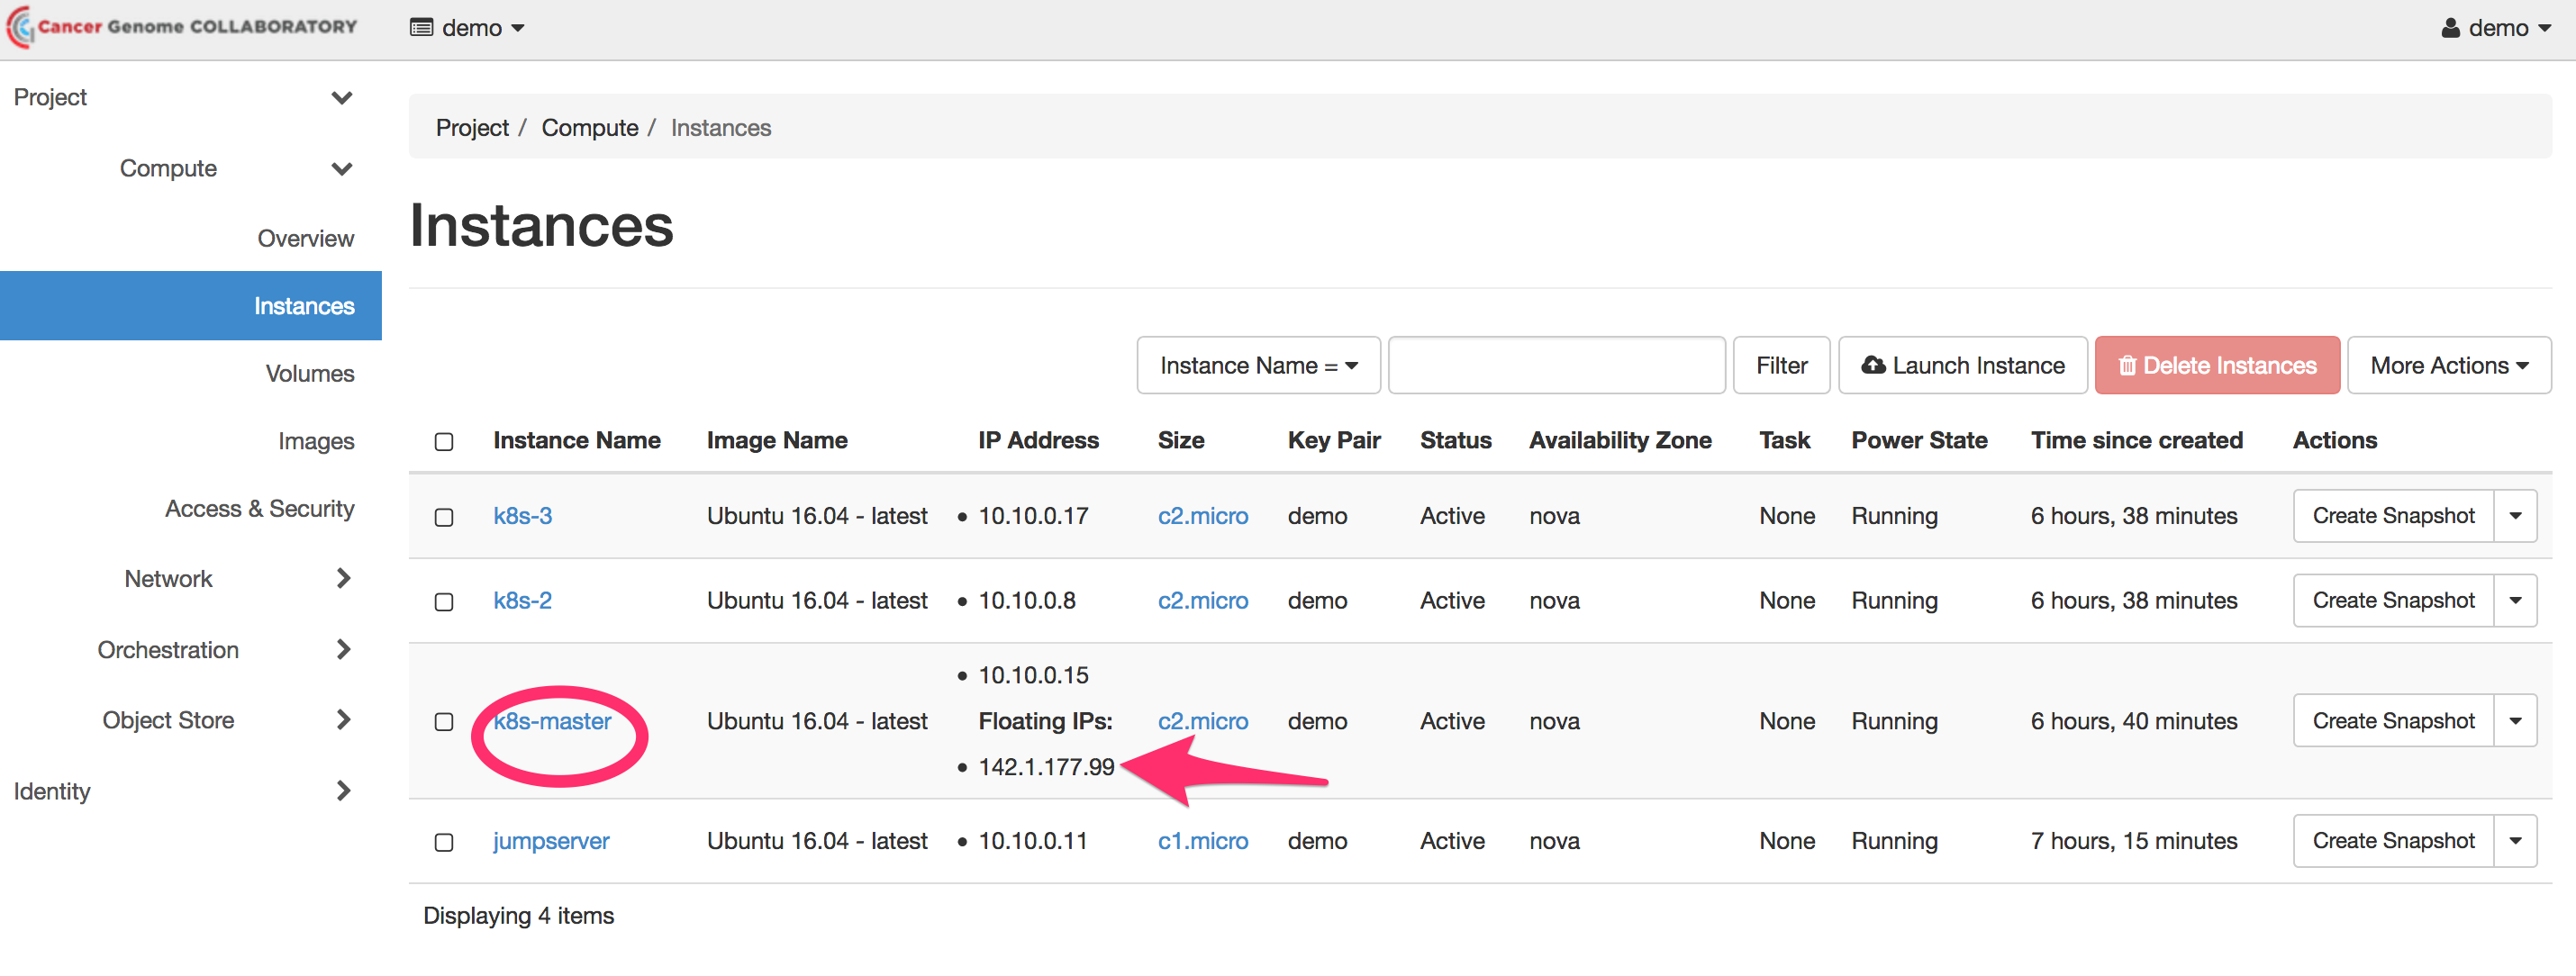 Cancer Genome COLLABORATORY
demo
demo
Project
Compute
Overview
Instances
Volumes
Images
Access & Security
Network
Orchestration
Object Store
Identity
Project / Compute / Instances
Instances
Instance Name = Filter Launch Instance Delete Instances More Actions
Instance Name Image Name IP Address Size Key Pair Status Availability Zone Task Power State Time since created Actions
k8s-3 Ubuntu 16.04 - latest • 10.10.0.17 c2.micro demo Active nova None Running 6 hours, 38 minutes Create Snapshot
k8s-2 Ubuntu 16.04 - latest • 10.10.0.8 c2.micro demo Active nova None Running 6 hours, 38 minutes Create Snapshot
• 10.10.0.15
k8s-master Ubuntu 16.04 - latest Floating IPs: c2.micro demo Active nova None Running 6 hours, 40 minutes Create Snapshot
• 142.1.177.99
jumpserver Ubuntu 16.04 - latest • 10.10.0.11 c1.micro demo Active nova None Running 7 hours, 15 minutes Create Snapshot
Displaying 4 items